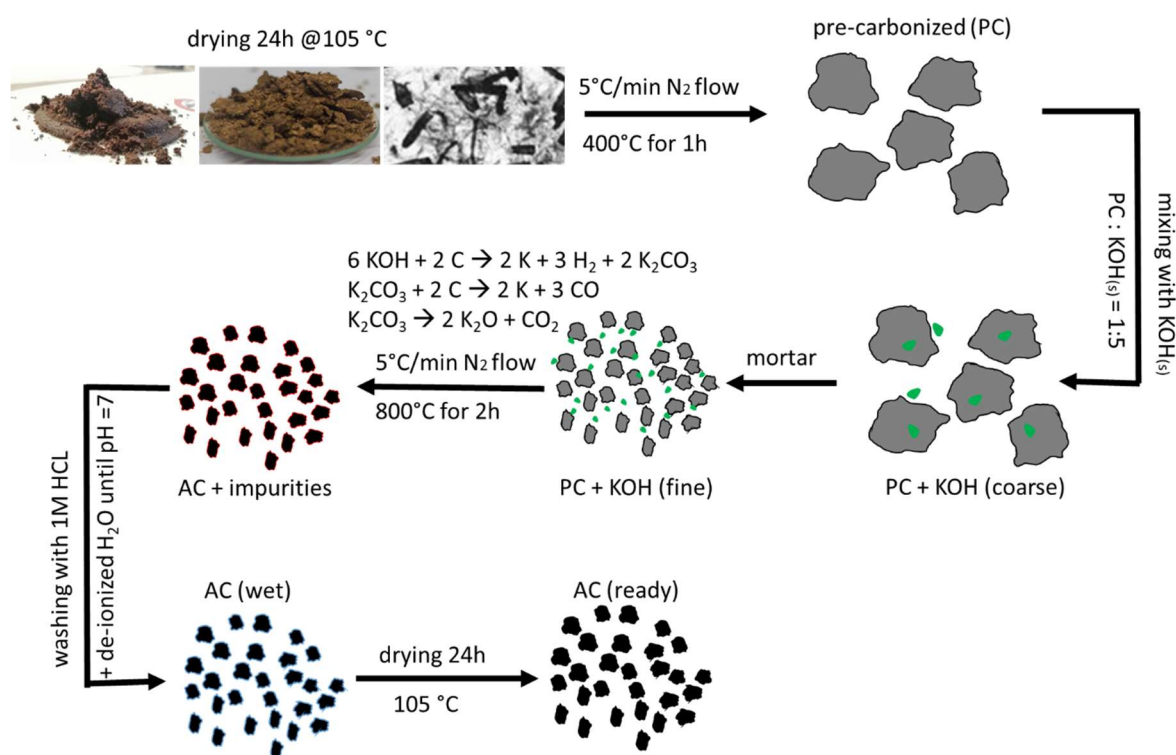 drying 24h @105 °C
5°C/min N₂ flow
400°C for 1h
pre-carbonized (PC)
mixing with KOH₍ₛ₎
PC : KOH₍ₛ₎ = 1:5
PC + KOH (coarse)
mortar
PC + KOH (fine)
6 KOH + 2 C → 2 K + 3 H₂ + 2 K₂CO₃
K₂CO₃ + 2 C → 2 K + 3 CO
K₂CO₃ → 2 K₂O + CO₂
5°C/min N₂ flow
800°C for 2h
AC + impurities
washing with 1M HCL
+ de-ionized H₂O until pH =7
AC (wet)
drying 24h
105 °C
AC (ready)